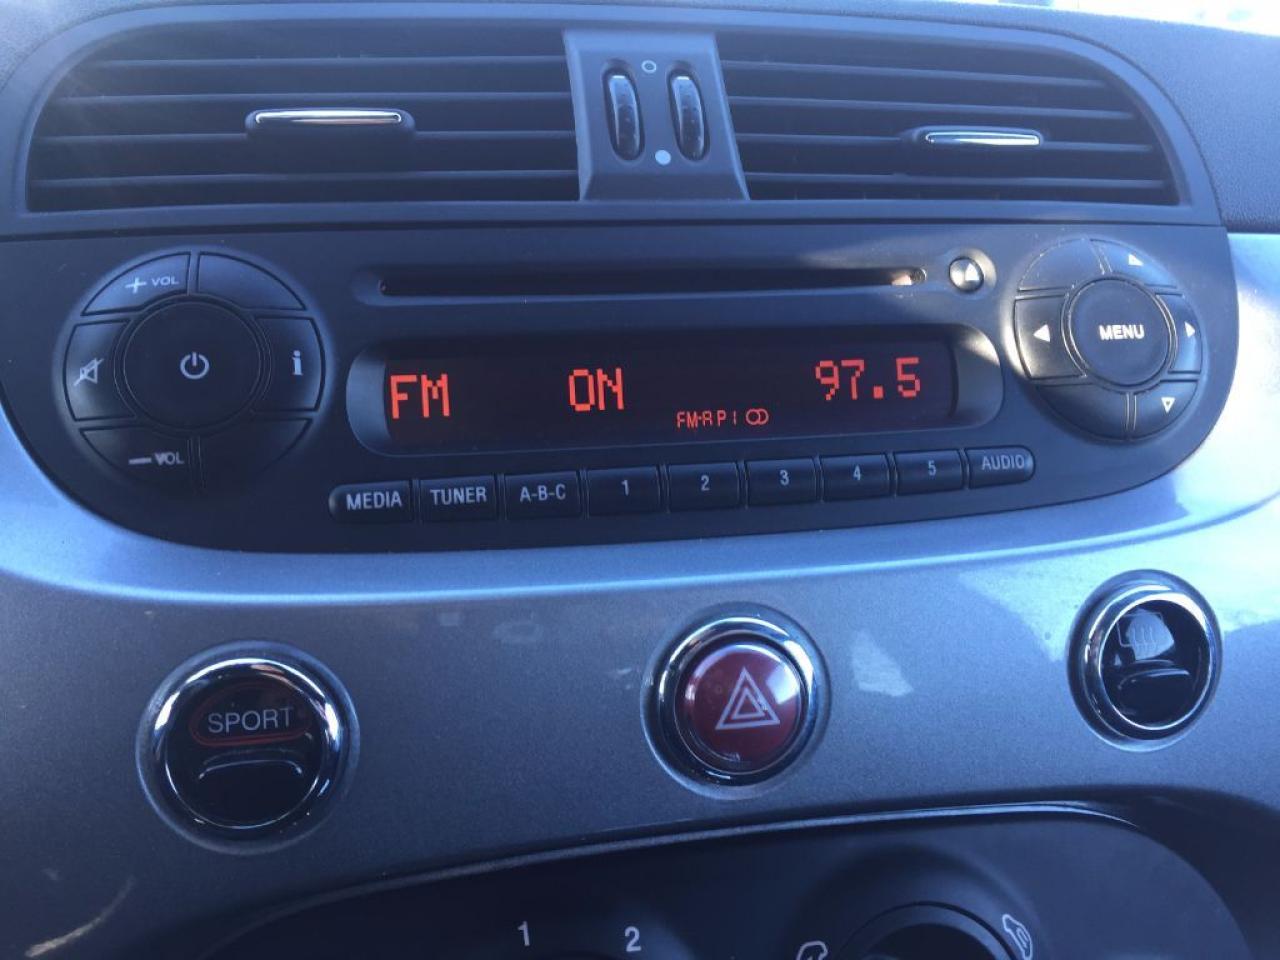 + VOL
i
MENU
FM ON 97.5
FM-A P I
- VOL
MEDIA TUNER A-B-C 1 2 3 4 5 AUDIO
SPORT
1 2